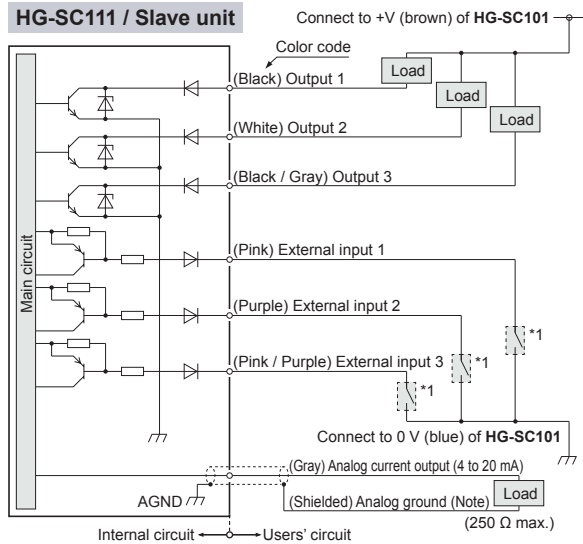 HG-SC111 / Slave unit
Connect to +V (brown) of HG-SC101
Color code
(Black) Output 1
Load
(White) Output 2
Load
(Black / Gray) Output 3
Load
Main circuit
(Pink) External input 1
*1
(Purple) External input 2
*1
(Pink / Purple) External input 3
*1
Connect to 0 V (blue) of HG-SC101
(Gray) Analog current output (4 to 20 mA)
AGND
(Shielded) Analog ground (Note)
Load
(250 Ω max.)
Internal circuit
Users' circuit